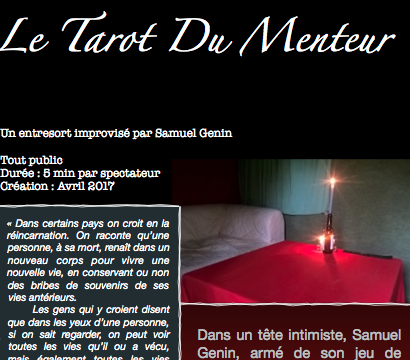 Le Tarot Du Menteur
Un entresort improvisé par Samuel Genin
Tout public
Durée : 5 min par spectateur
Création : Avril 2017
« Dans certains pays on croit en la
réincarnation. On raconte qu'une
personne, à sa mort, renaît dans un
nouveau corps pour vivre une
nouvelle vie, en conservant ou non
des bribes de souvenirs de ses
vies antérieurs.
Les gens qui y croient disent
que dans les yeux d'une personne,
si on sait regarder, on peut voir
toutes les vies qu'il ou a vécu,
mais également toutes les vies
Dans un tête intimiste, Samuel
Genin, armé de son jeu de